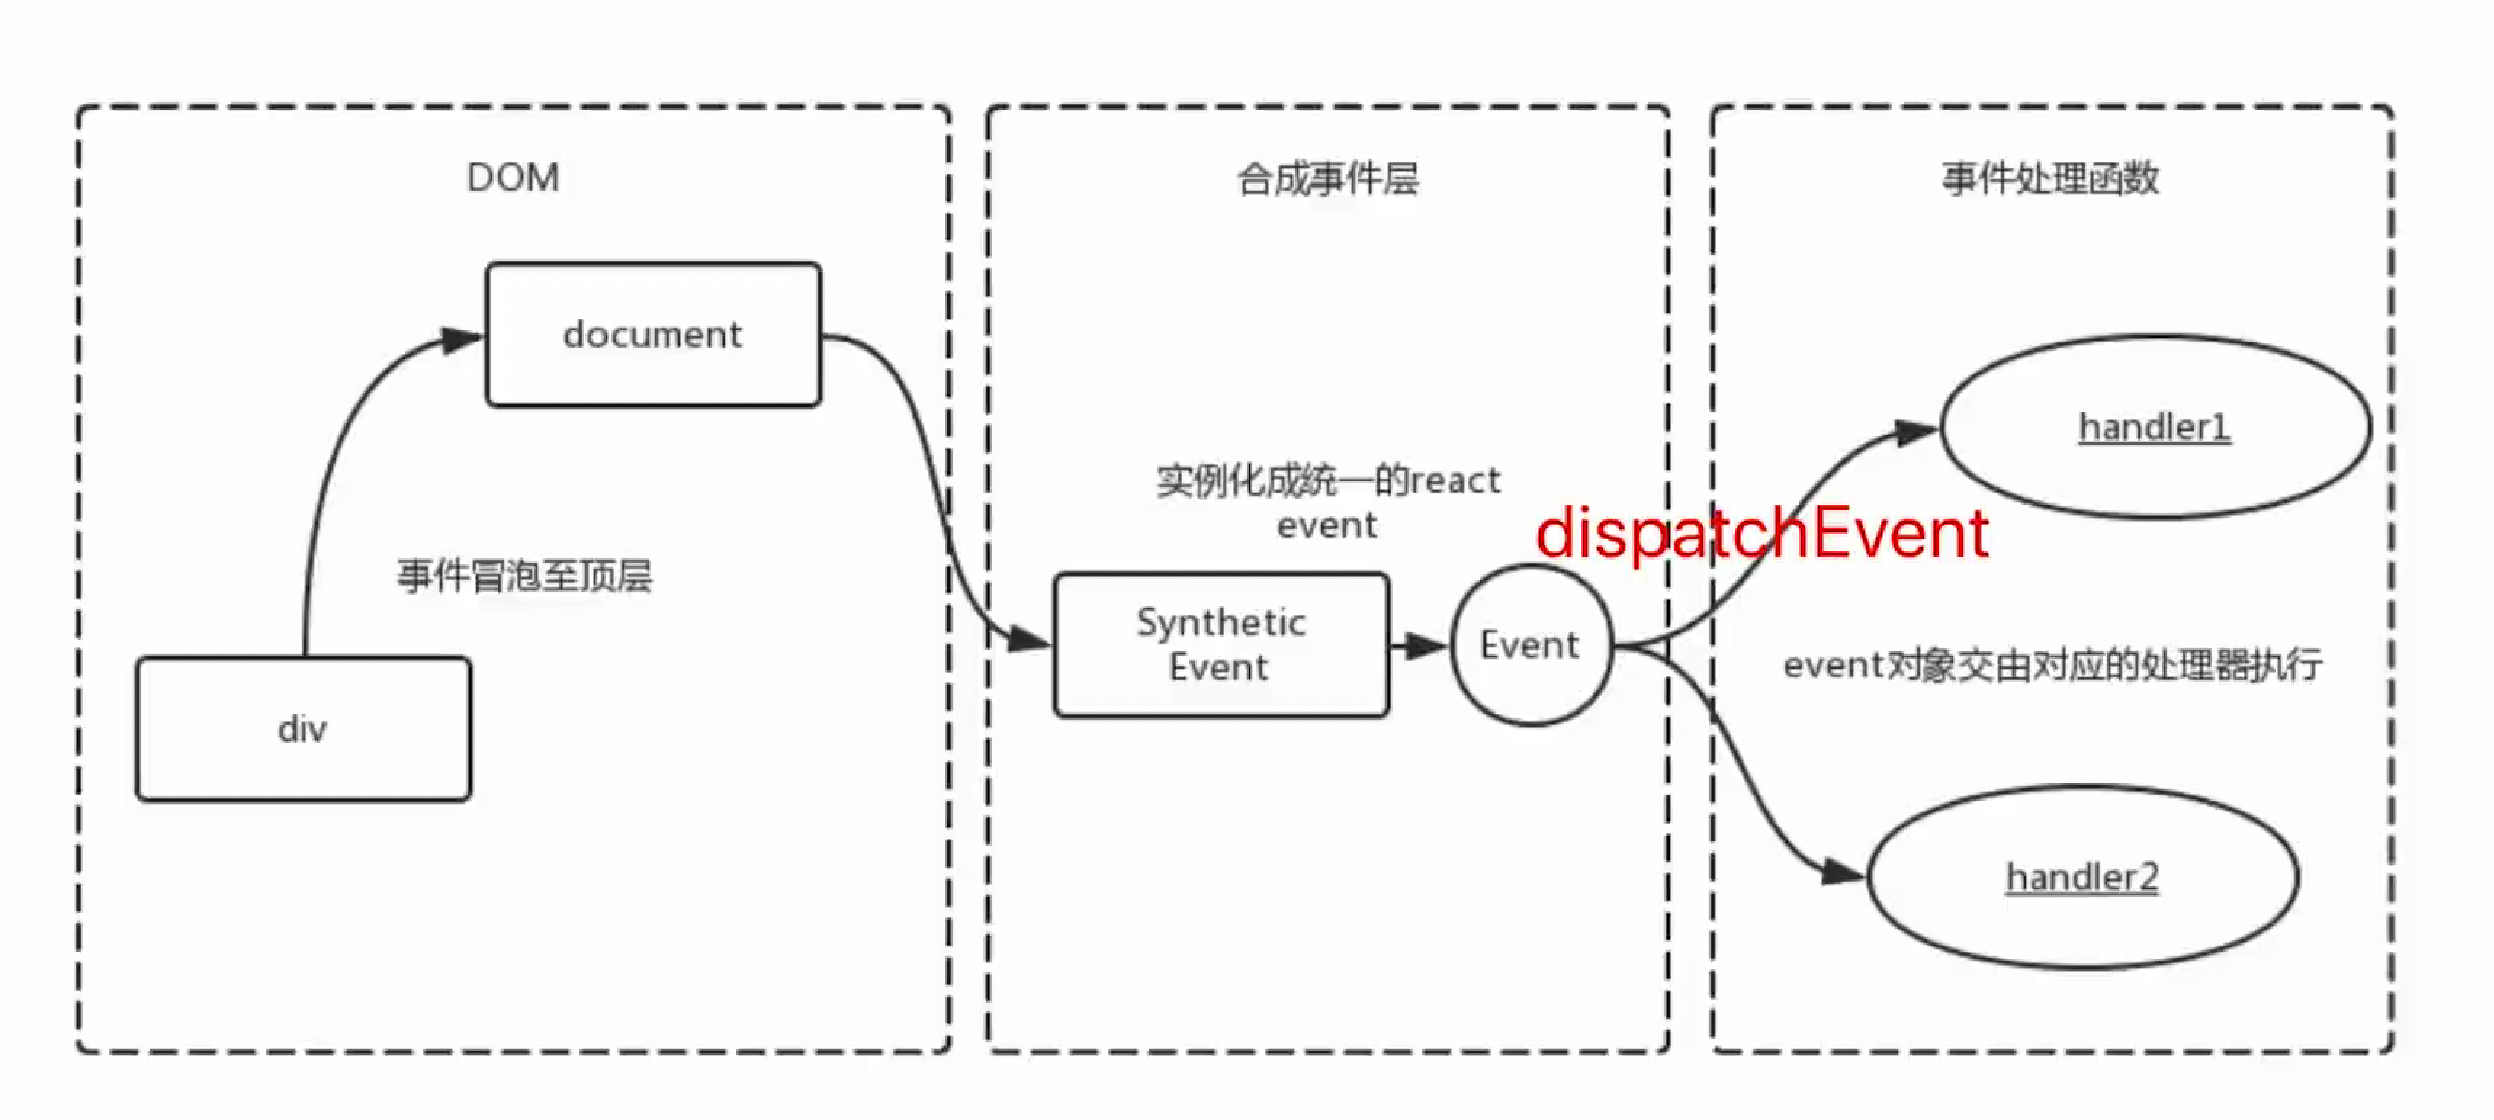 DOM
document
事件冒泡至顶层
div
合成事件层
实例化成统一的react
event
Synthetic
Event
Event
dispatchEvent
事件处理函数
handler1
event对象交由对应的处理器执行
handler2